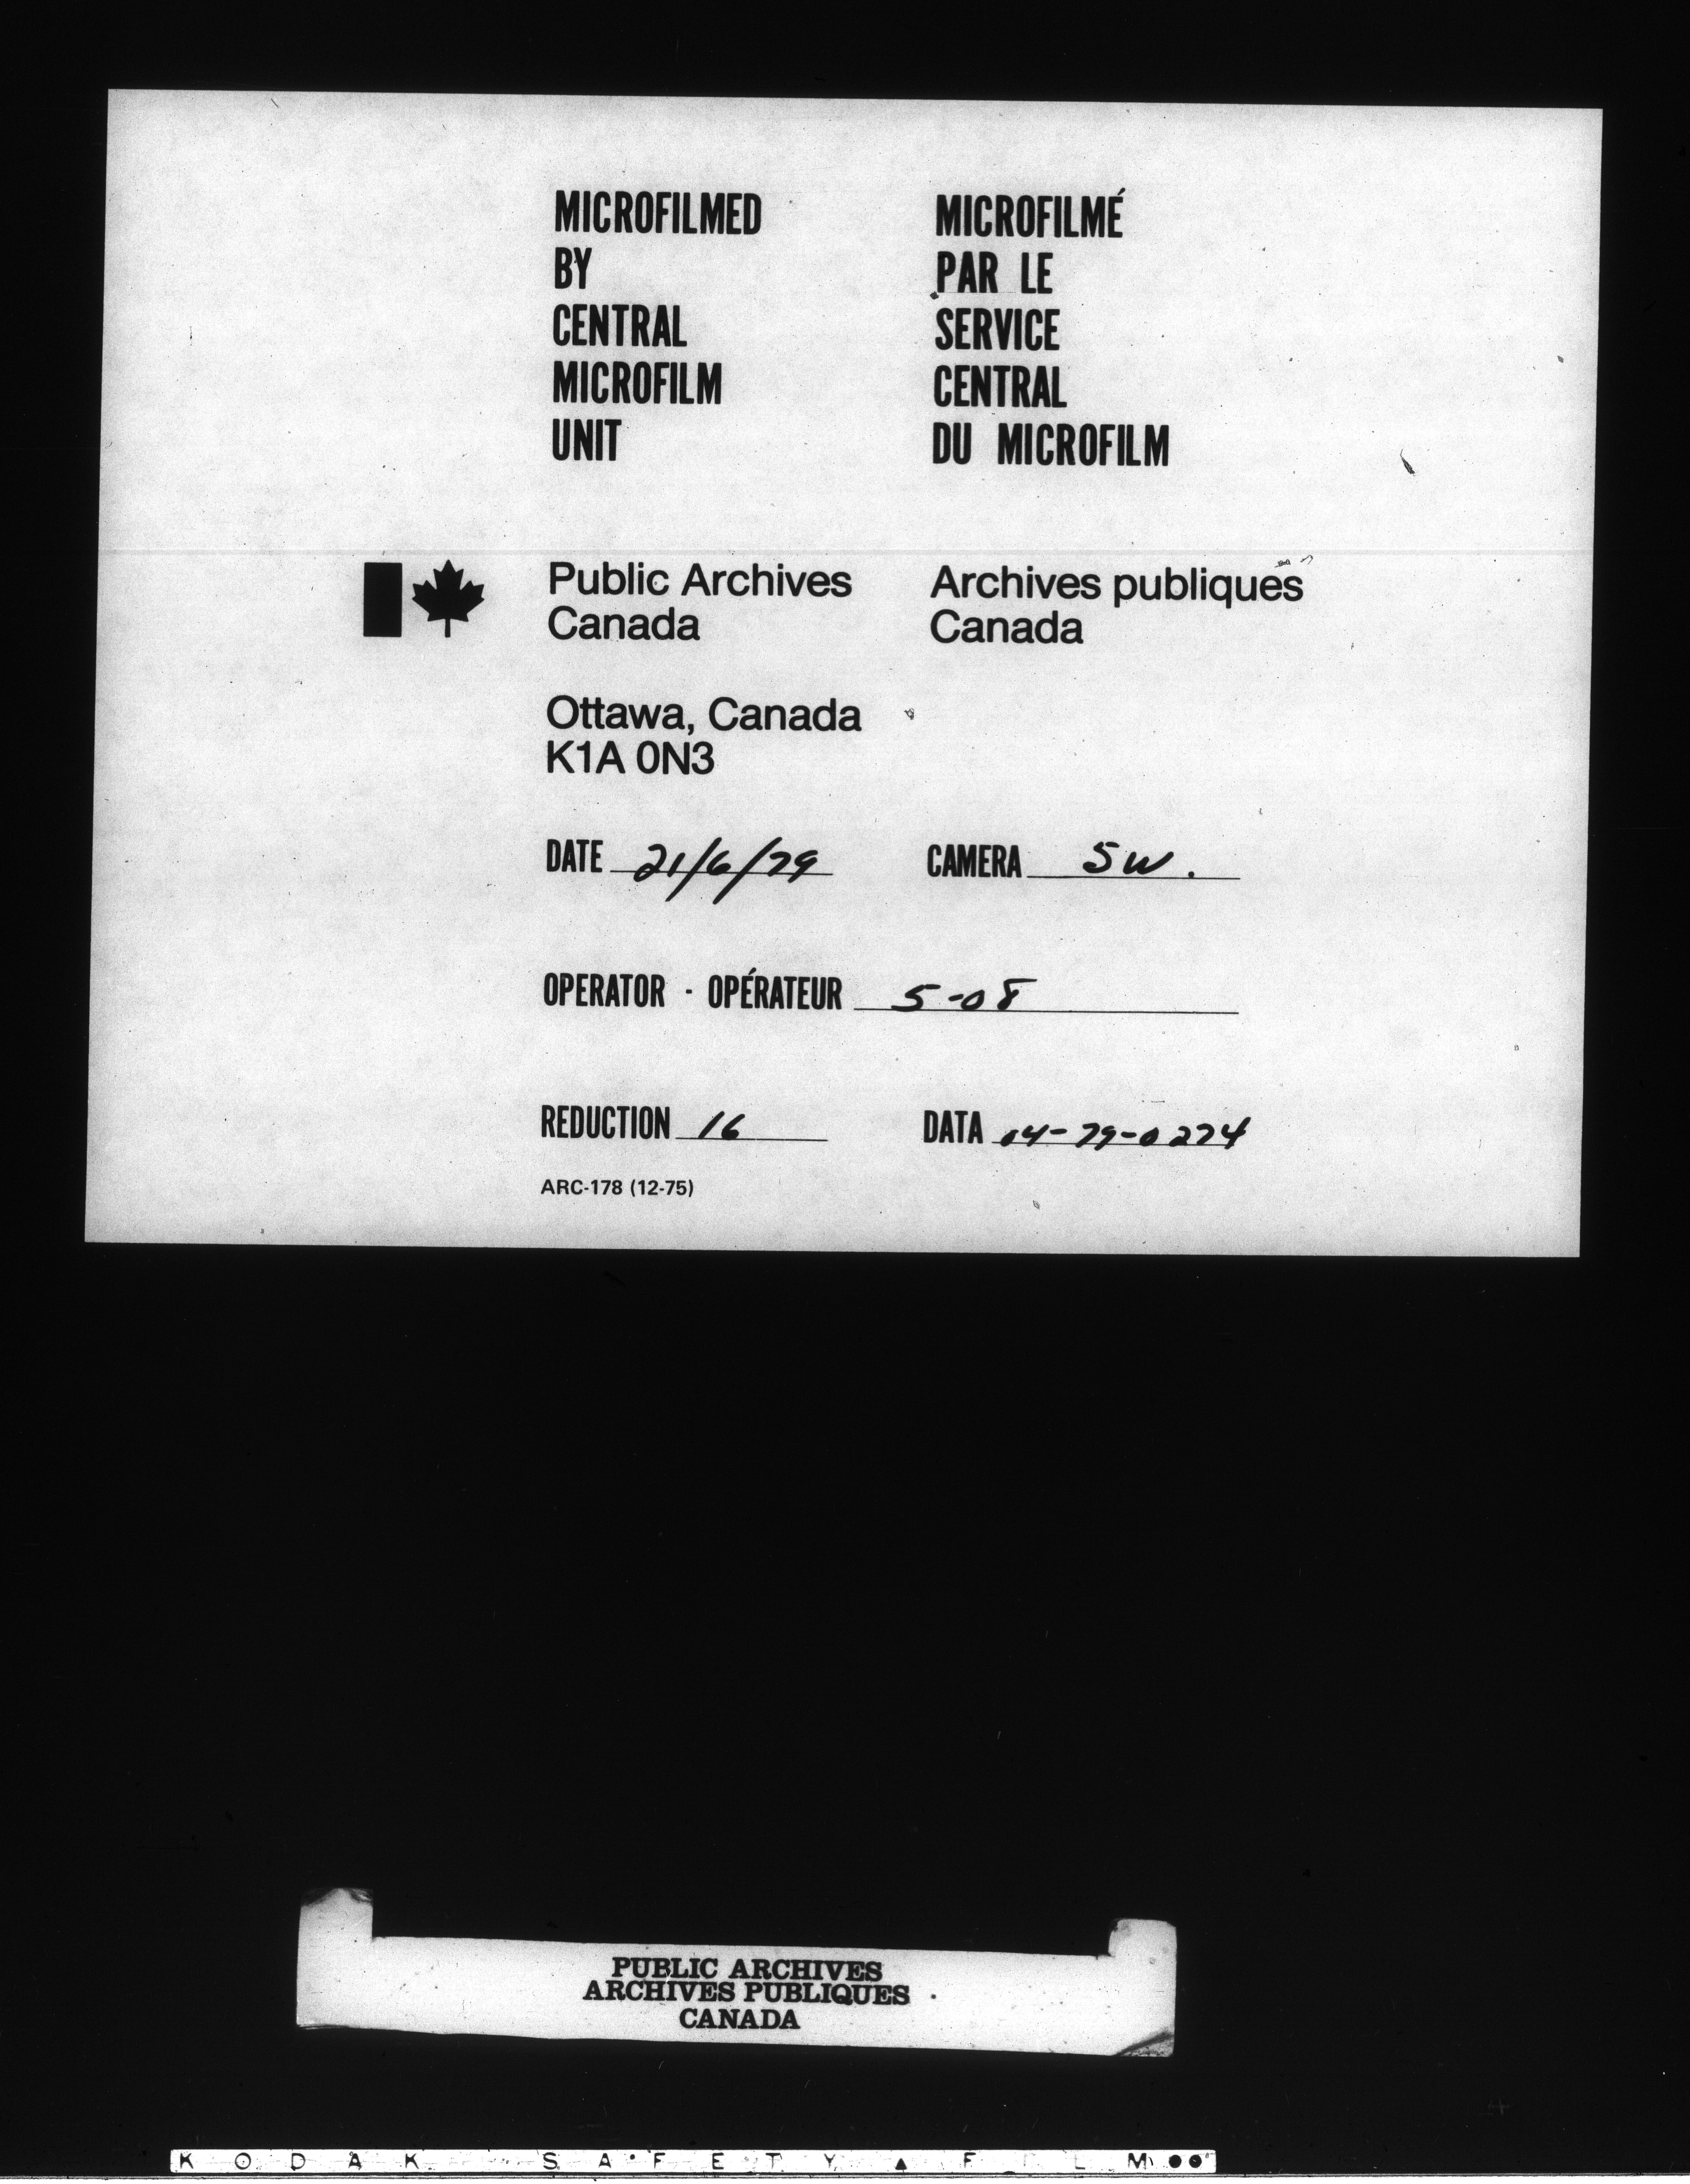 MICROFILMED
BY
CENTRAL
MICROFILM
UNIT
MICROFILMÉ
PAR LE
SERVICE
CENTRAL
DU MICROFILM
Public Archives
Canada
Archives publiques
Canada
Ottawa, Canada
K1A 0N3
DATE 21/6/79
CAMERA 5W.
OPERATOR - OPÉRATEUR 5-08
REDUCTION 16
DATA 04-79-0274
ARC-178 (12-75)
PUBLIC ARCHIVES
ARCHIVES PUBLIQUES
CANADA
KODAK SAFETY ▲ FILM ●●